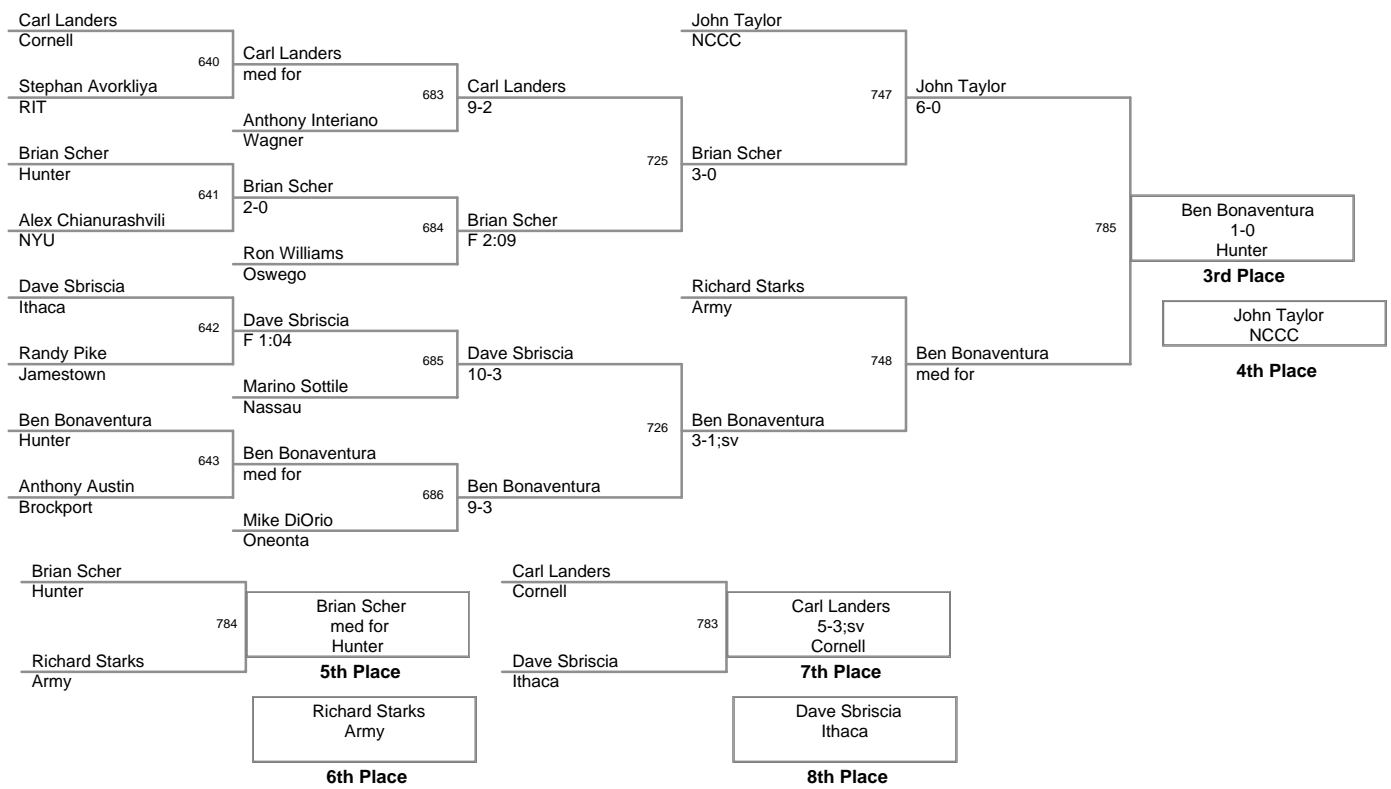 Carl Landers
Cornell
640
Stephan Avorkliya
RIT
Brian Scher
Hunter
641
Alex Chianurashvili
NYU
Dave Sbriscia
Ithaca
642
Randy Pike
Jamestown
Ben Bonaventura
Hunter
643
Anthony Austin
Brockport
Carl Landers
med for
683
Anthony Interiano
Wagner
Brian Scher
2-0
684
Ron Williams
Oswego
Dave Sbriscia
F 1:04
685
Marino Sottile
Nassau
Ben Bonaventura
med for
686
Mike DiOrio
Oneonta
Carl Landers
9-2
725
Brian Scher
F 2:09
Dave Sbriscia
10-3
726
Ben Bonaventura
9-3
John Taylor
NCCC
747
Brian Scher
3-0
Richard Starks
Army
748
Ben Bonaventura
3-1;sv
John Taylor
6-0
785
Ben Bonaventura
med for
Ben Bonaventura
1-0
Hunter
3rd Place
John Taylor
NCCC
4th Place
Brian Scher
Hunter
784
Richard Starks
Army
Brian Scher
med for
Hunter
5th Place
Richard Starks
Army
6th Place
Carl Landers
Cornell
783
Dave Sbriscia
Ithaca
Carl Landers
5-3;sv
Cornell
7th Place
Dave Sbriscia
Ithaca
8th Place